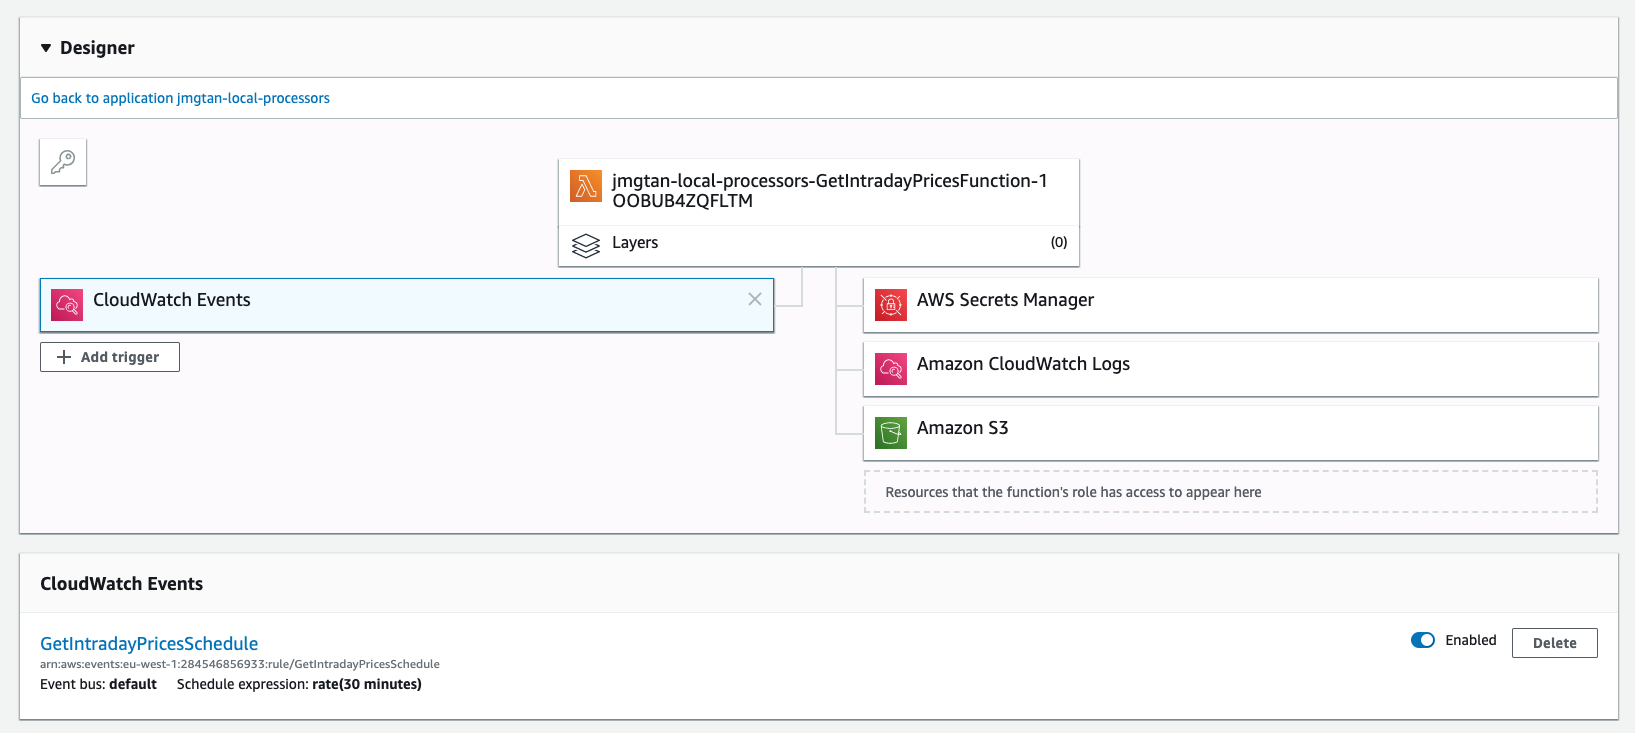 Designer
Go back to application jmgtan-local-processors
jmgtan-local-processors-GetIntradayPricesFunction-1
OOBUB4ZQFLTM
Layers
(0)
CloudWatch Events
Add trigger
AWS Secrets Manager
Amazon CloudWatch Logs
Amazon S3
Resources that the function's role has access to appear here
CloudWatch Events
GetIntradayPricesSchedule
arn:aws:events:eu-west-1:284546856933:rule/GetIntradayPricesSchedule
Event bus: default Schedule expression: rate(30 minutes)
Enabled
Delete